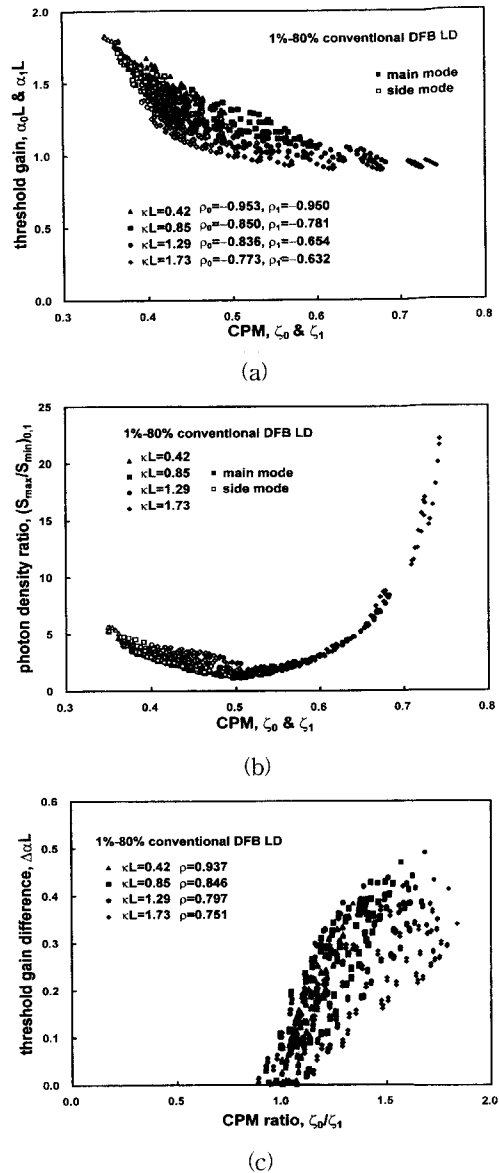 2.0
1.5
1.0
0.5
0.0
threshold gain, α₀L & α₁L
1%-80% conventional DFB LD
■ main mode
□ side mode
▲ κL=0.42 ρ₀=−0.953, ρ₁=−0.950
■ κL=0.85 ρ₀=−0.850, ρ₁=−0.781
● κL=1.29 ρ₀=−0.836, ρ₁=−0.654
♦ κL=1.73 ρ₀=−0.773, ρ₁=−0.632
0.3 0.4 0.5 0.6 0.7 0.8
CPM, ζ₀ & ζ₁
(a)
25
20
15
10
5
0
photon density ratio, (Smax/Smin)₀,₁
1%-80% conventional DFB LD
▲ κL=0.42
■ κL=0.85 ■ main mode
● κL=1.29 □ side mode
♦ κL=1.73
0.3 0.4 0.5 0.6 0.7 0.8
CPM, ζ₀ & ζ₁
(b)
0.6
0.5
0.4
0.3
0.2
0.1
0.0
threshold gain difference, ΔαL
1%-80% conventional DFB LD
▲ κL=0.42 ρ=0.937
■ κL=0.85 ρ=0.846
● κL=1.29 ρ=0.797
♦ κL=1.73 ρ=0.751
0.0 0.5 1.0 1.5 2.0
CPM ratio, ζ₀/ζ₁
(c)